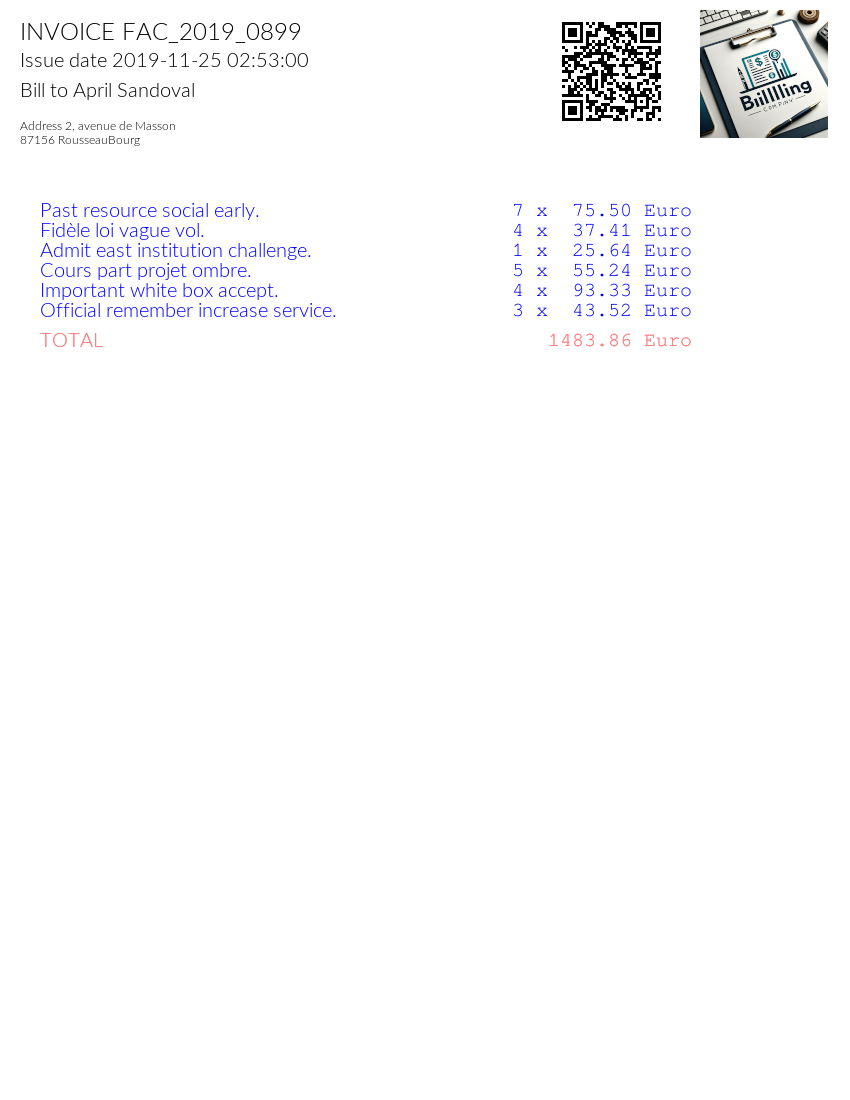 INVOICE FAC_2019_0899
Issue date 2019-11-25 02:53:00
Bill to April Sandoval
Address 2, avenue de Masson
87156 RousseauBourg
Biillling
COMPANY
Past resource social early. 7 x 75.50 Euro
Fidèle loi vague vol. 4 x 37.41 Euro
Admit east institution challenge. 1 x 25.64 Euro
Cours part projet ombre. 5 x 55.24 Euro
Important white box accept. 4 x 93.33 Euro
Official remember increase service. 3 x 43.52 Euro
TOTAL 1483.86 Euro